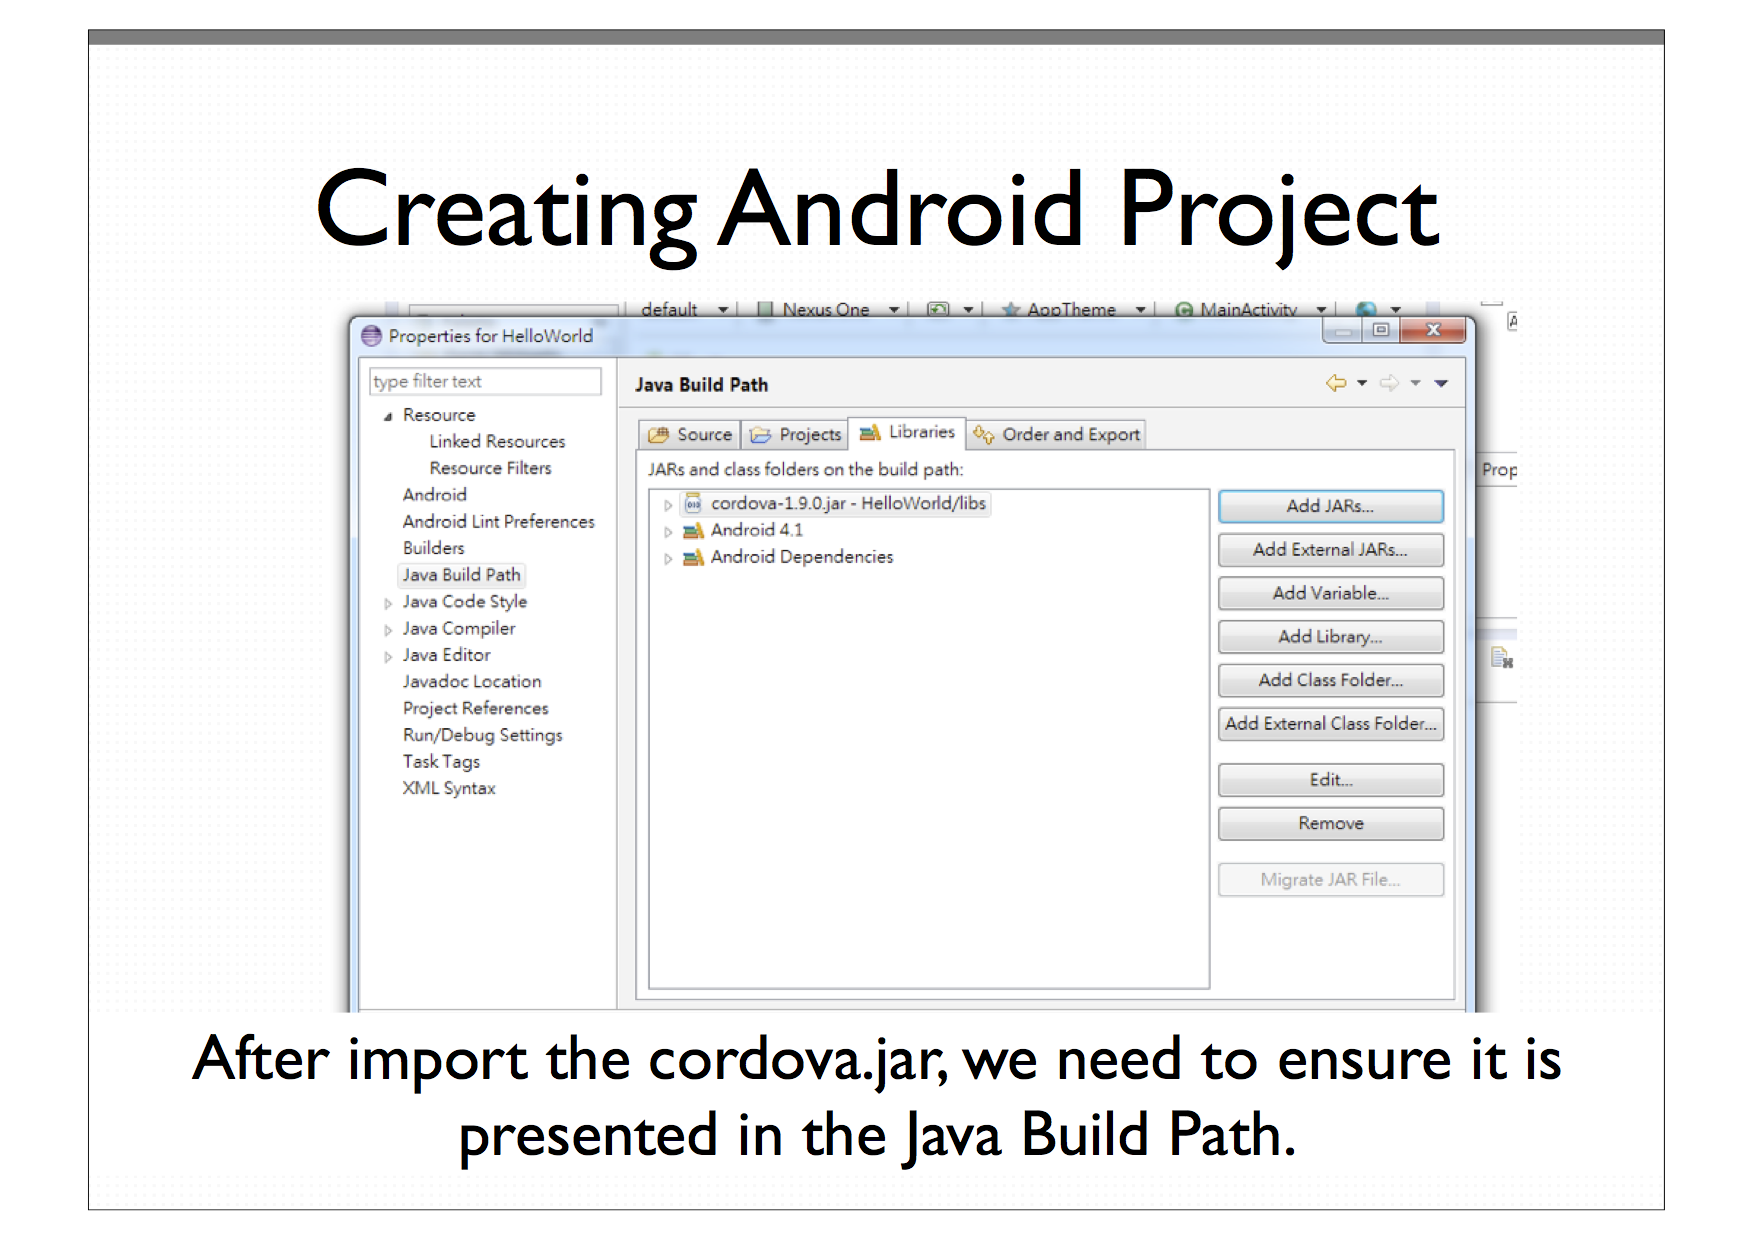 Creating Android Project
default Nexus One AppTheme MainActivity
Properties for HelloWorld
type filter text
Resource
Linked Resources
Resource Filters
Android
Android Lint Preferences
Builders
Java Build Path
Java Code Style
Java Compiler
Java Editor
Javadoc Location
Project References
Run/Debug Settings
Task Tags
XML Syntax
Java Build Path
Source Projects Libraries Order and Export
JARs and class folders on the build path:
cordova-1.9.0.jar - HelloWorld/libs
Android 4.1
Android Dependencies
Add JARs...
Add External JARs...
Add Variable...
Add Library...
Add Class Folder...
Add External Class Folder...
Edit...
Remove
Migrate JAR File...
Prop
After import the cordova.jar, we need to ensure it is
presented in the Java Build Path.